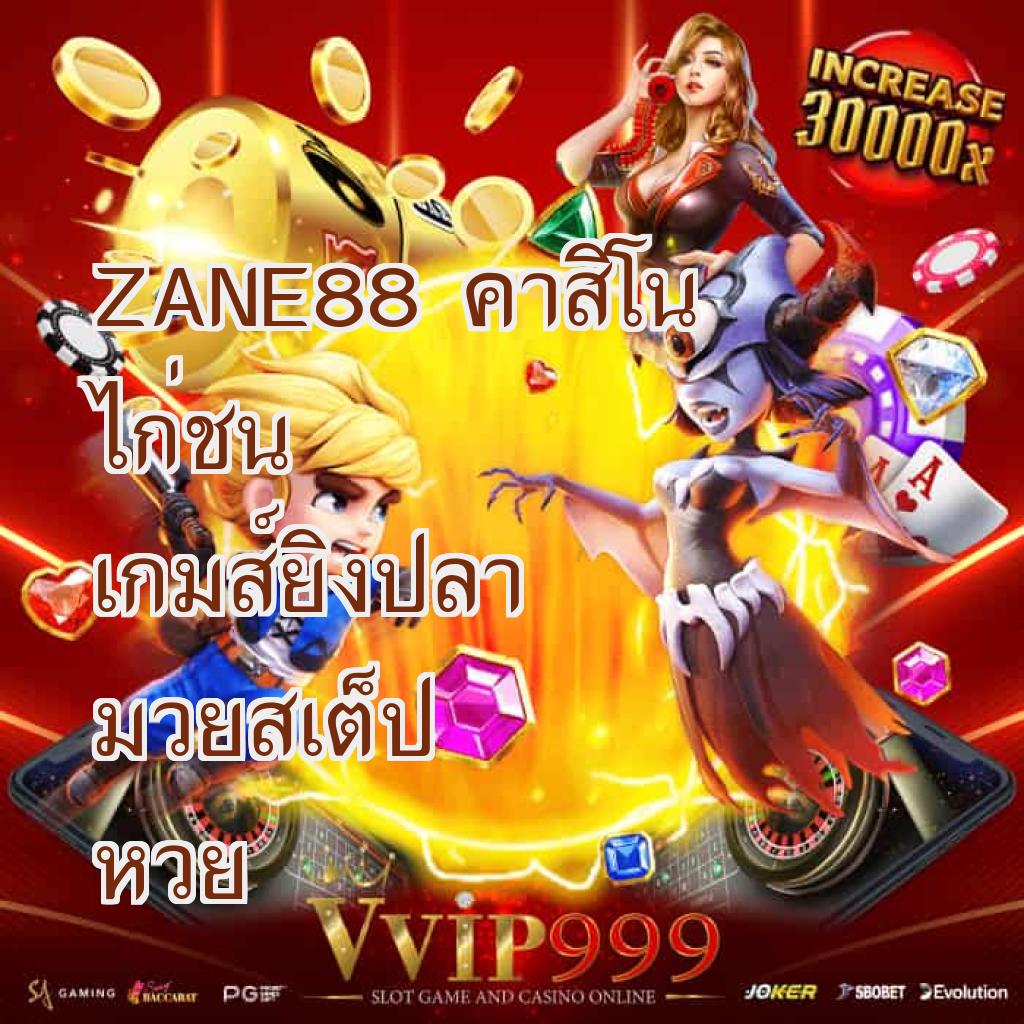 INCREASE
30000x
ZANE88 คาสิโน
ไก่ชน
เกมส์ยิงปลา
มวยสเต็ป
หวย
A
A
VVIP999
SLOT GAME AND CASINO ONLINE
SA GAMING
Sexy BACCARAT
PG
JOKER
SBOBET
Evolution